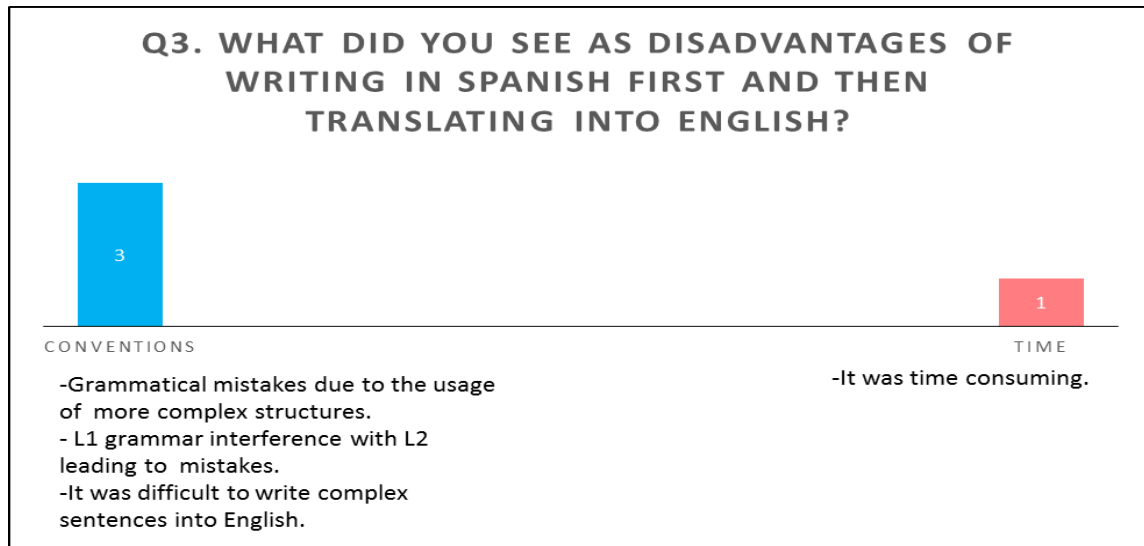 Q3. WHAT DID YOU SEE AS DISADVANTAGES OF
WRITING IN SPANISH FIRST AND THEN
TRANSLATING INTO ENGLISH?
3
1
CONVENTIONS
TIME
-Grammatical mistakes due to the usage
of more complex structures.
- L1 grammar interference with L2
leading to mistakes.
-It was difficult to write complex
sentences into English.
-It was time consuming.